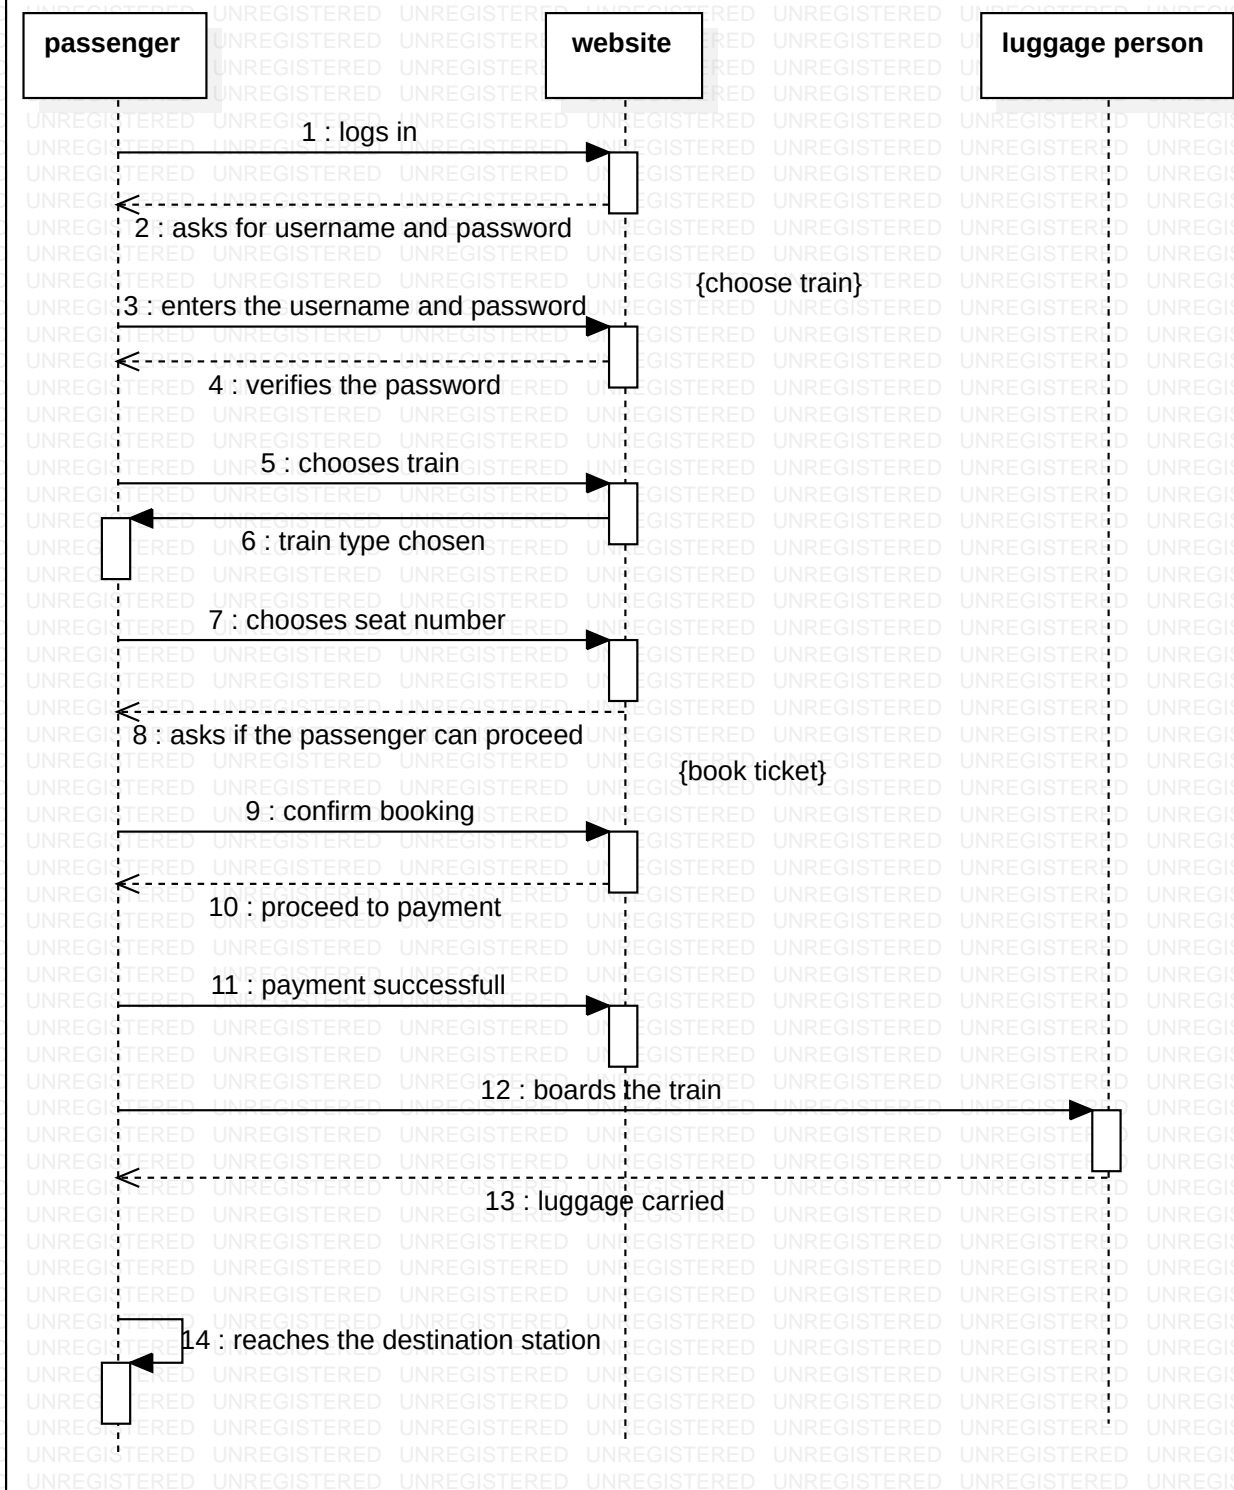 passenger
website
luggage person
1 : logs in
2 : asks for username and password
{choose train}
3 : enters the username and password
4 : verifies the password
5 : chooses train
6 : train type chosen
7 : chooses seat number
8 : asks if the passenger can proceed
{book ticket}
9 : confirm booking
10 : proceed to payment
11 : payment successfull
12 : boards the train
13 : luggage carried
14 : reaches the destination station
UNREGISTERED